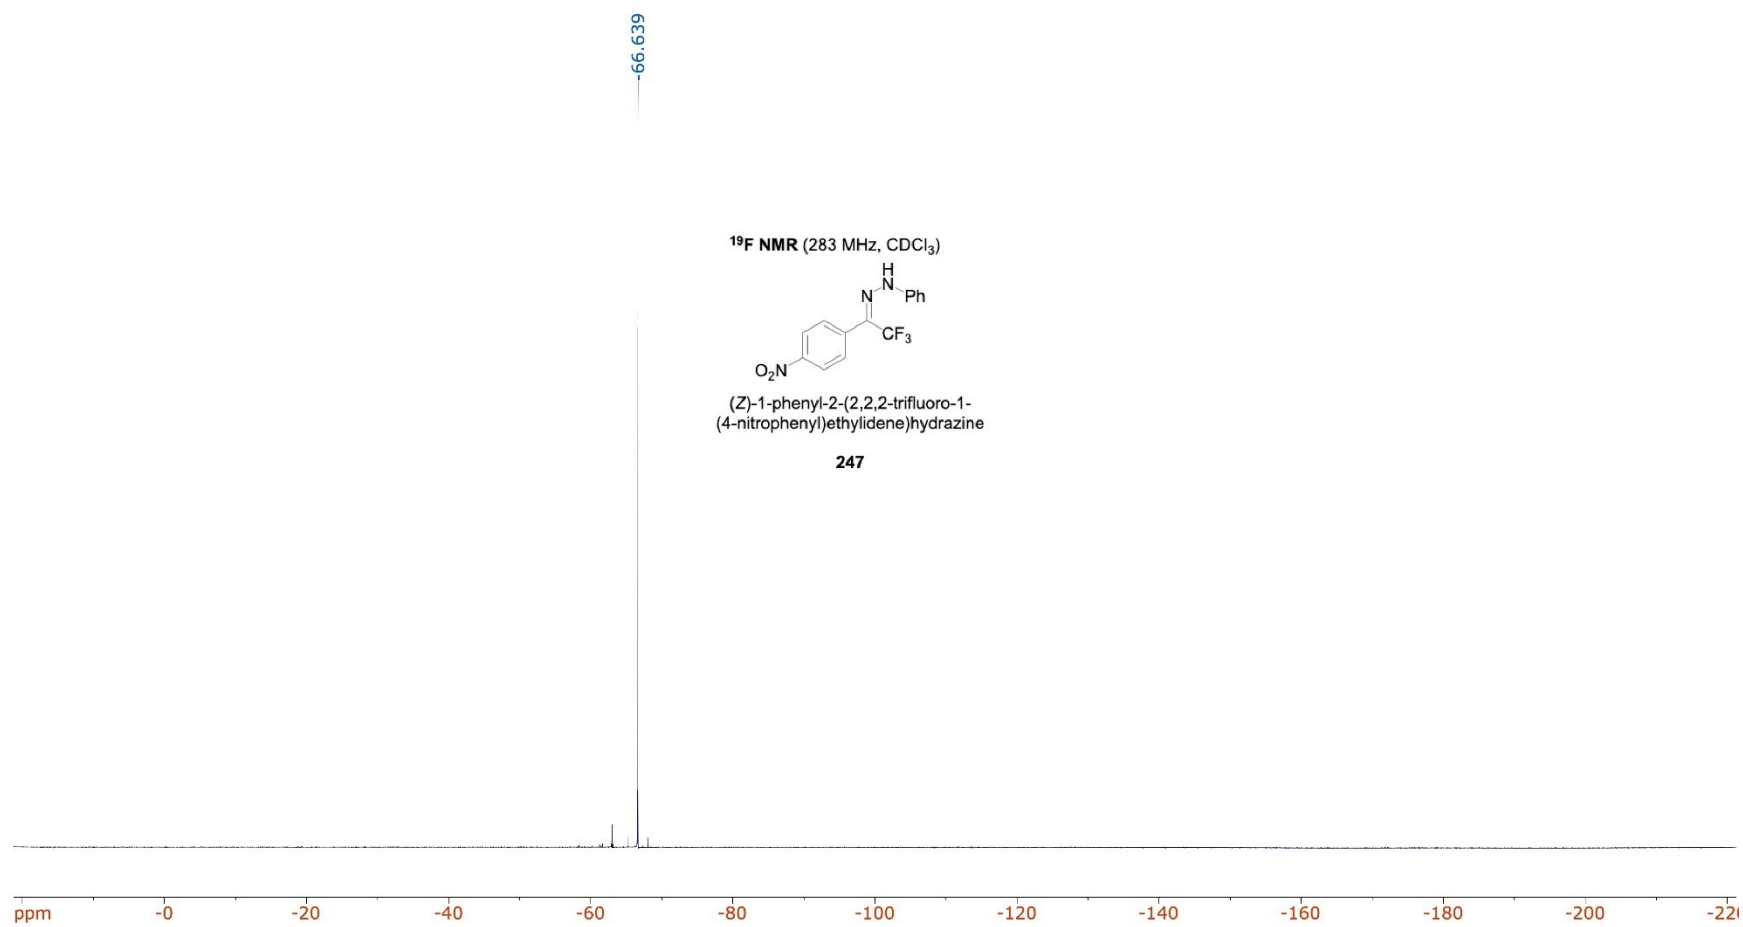 -66.639
¹⁹F NMR (283 MHz, CDCl₃)
H
N
N
Ph
CF₃
O₂N
(Z)-1-phenyl-2-(2,2,2-trifluoro-1-
(4-nitrophenyl)ethylidene)hydrazine
247
ppm -0 -20 -40 -60 -80 -100 -120 -140 -160 -180 -200 -220